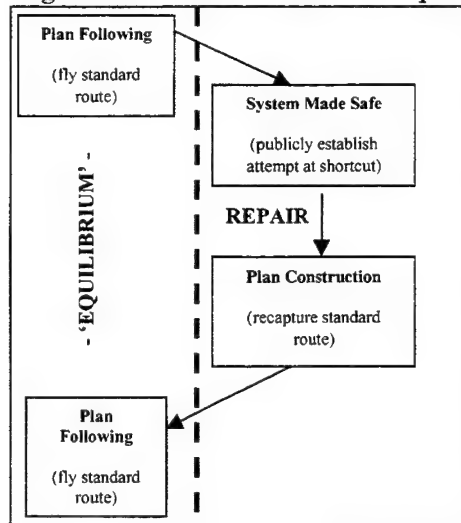 Plan Following
(fly standard
route)
System Made Safe
(publicly establish
attempt at shortcut)
REPAIR
- 'EQUILIBRIUM' -
Plan Construction
(recapture standard
route)
Plan
Following
(fly standard
route)